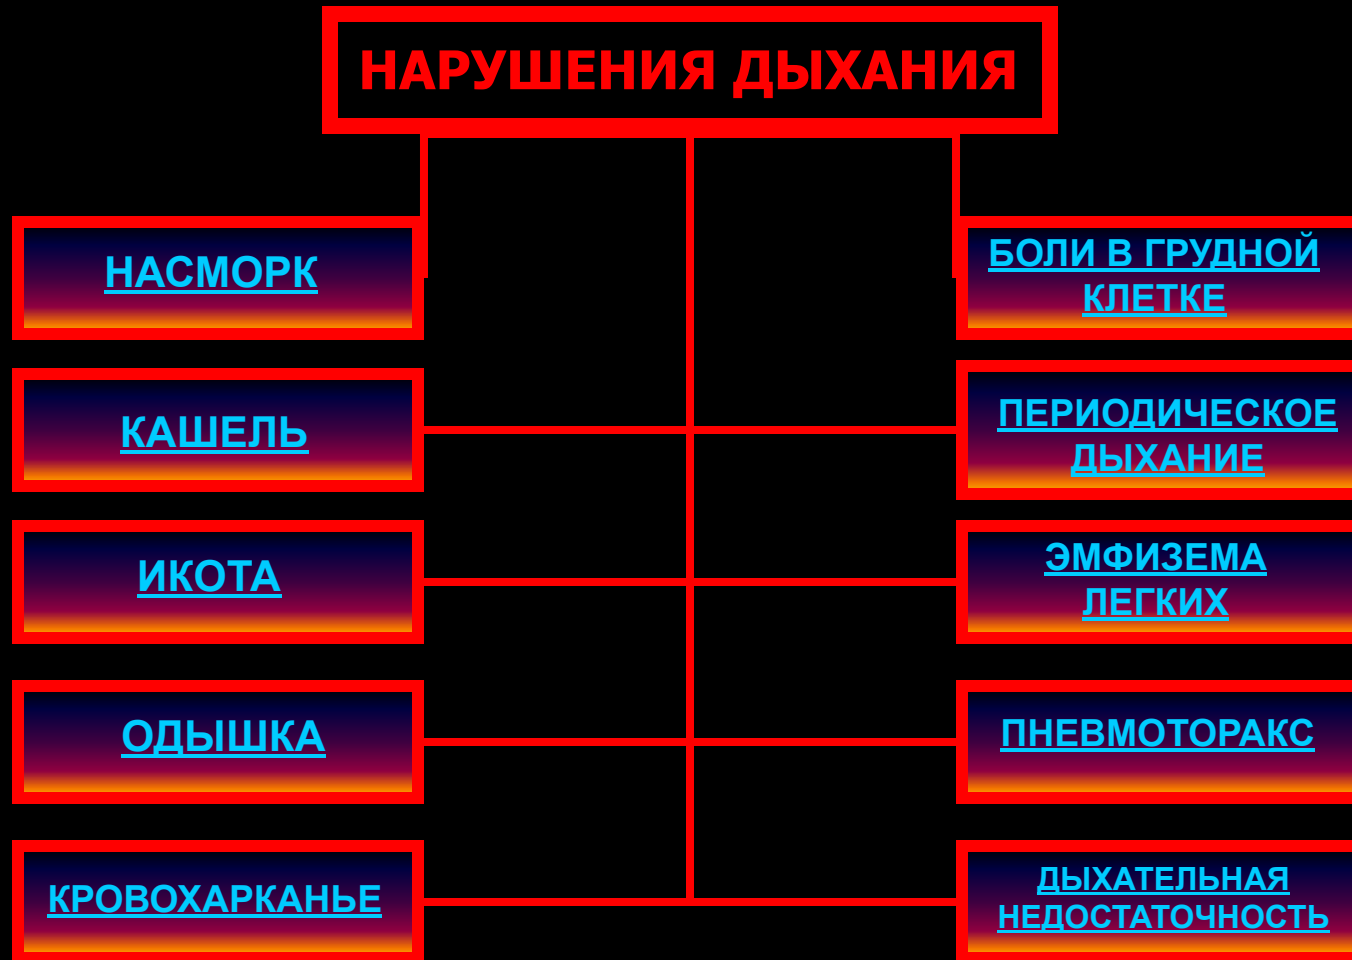 НАРУШЕНИЯ ДЫХАНИЯ
НАСМОРК
КАШЕЛЬ
ИКОТА
ОДЫШКА
КРОВОХАРКАНЬЕ
БОЛИ В ГРУДНОЙ
КЛЕТКЕ
ПЕРИОДИЧЕСКОЕ
ДЫХАНИЕ
ЭМФИЗЕМА
ЛЕГКИХ
ПНЕВМОТОРАКС
ДЫХАТЕЛЬНАЯ
НЕДОСТАТОЧНОСТЬ